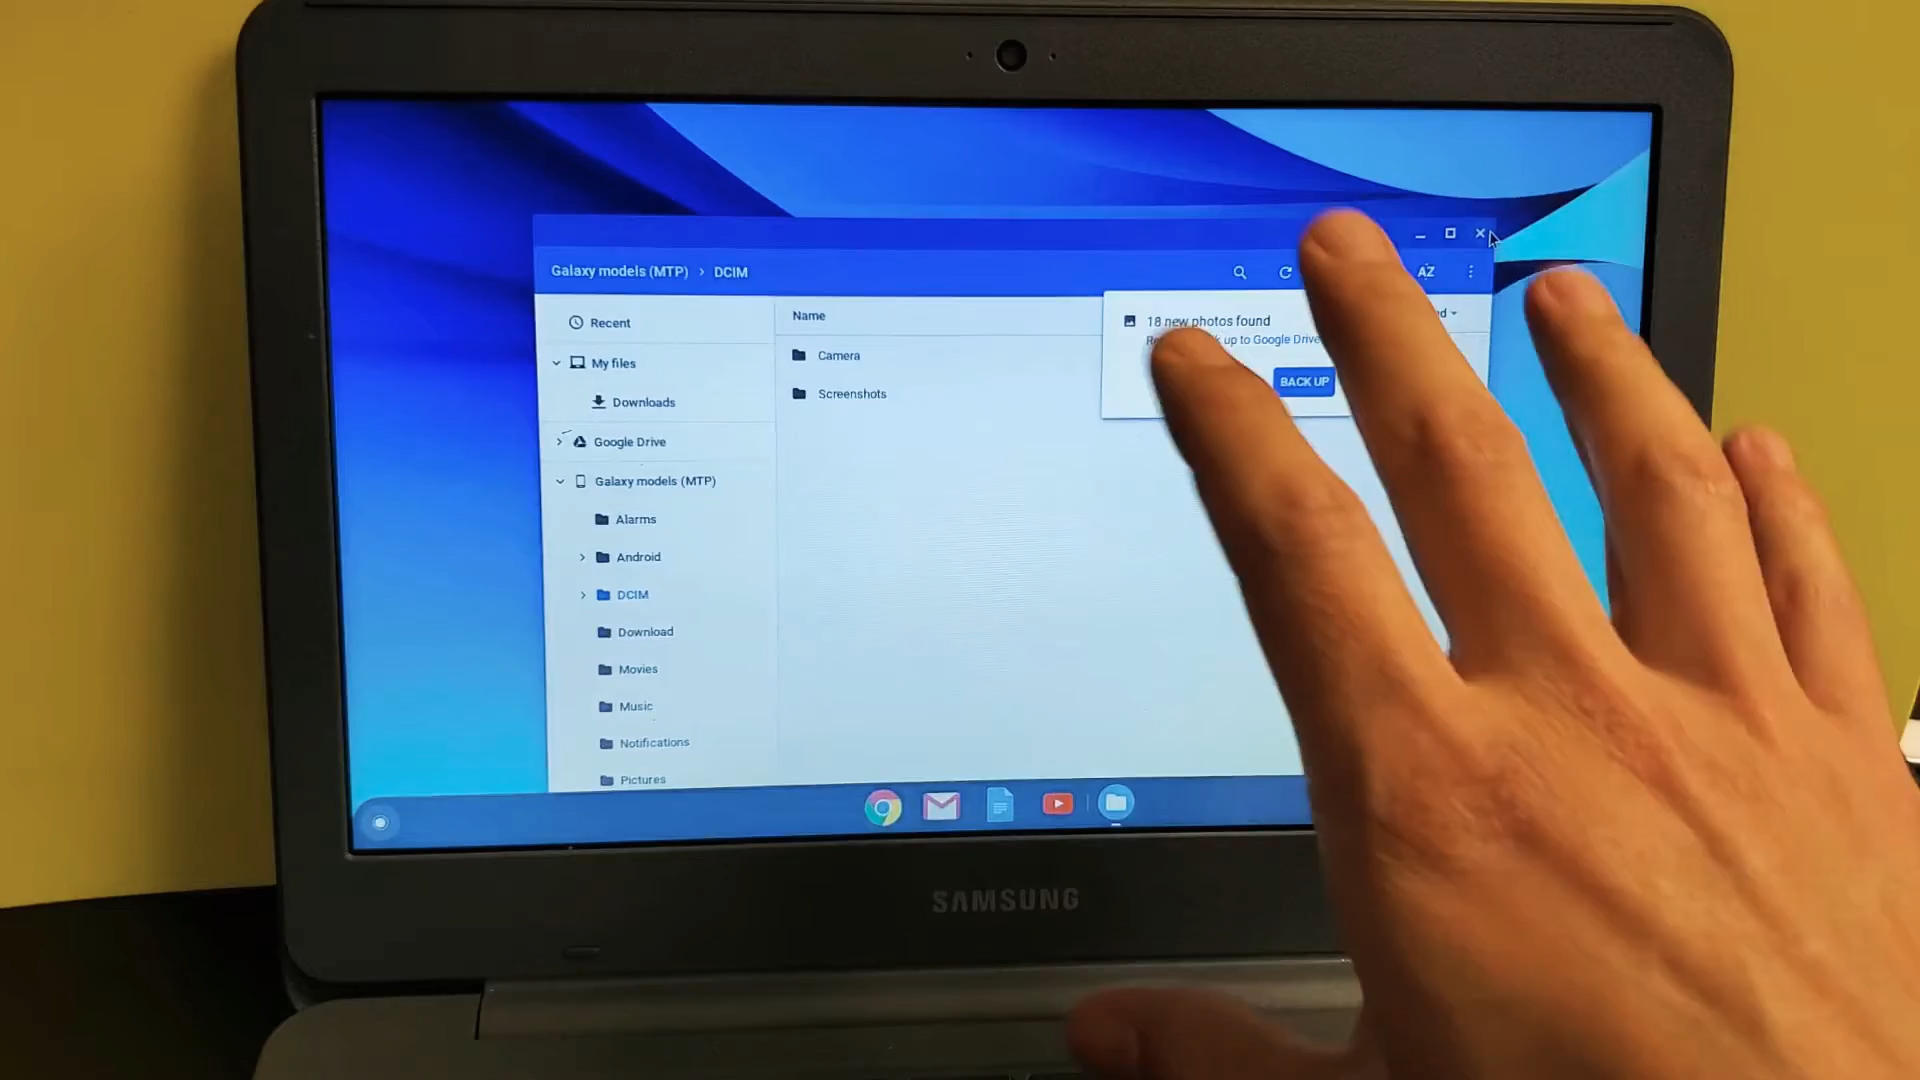 Galaxy models (MTP) › DCIM
AZ
Recent
My files
Downloads
Google Drive
Galaxy models (MTP)
Alarms
Android
DCIM
Download
Movies
Music
Notifications
Pictures
Name
Camera
Screenshots
18 new photos found
up to Google Drive
BACK UP
SAMSUNG